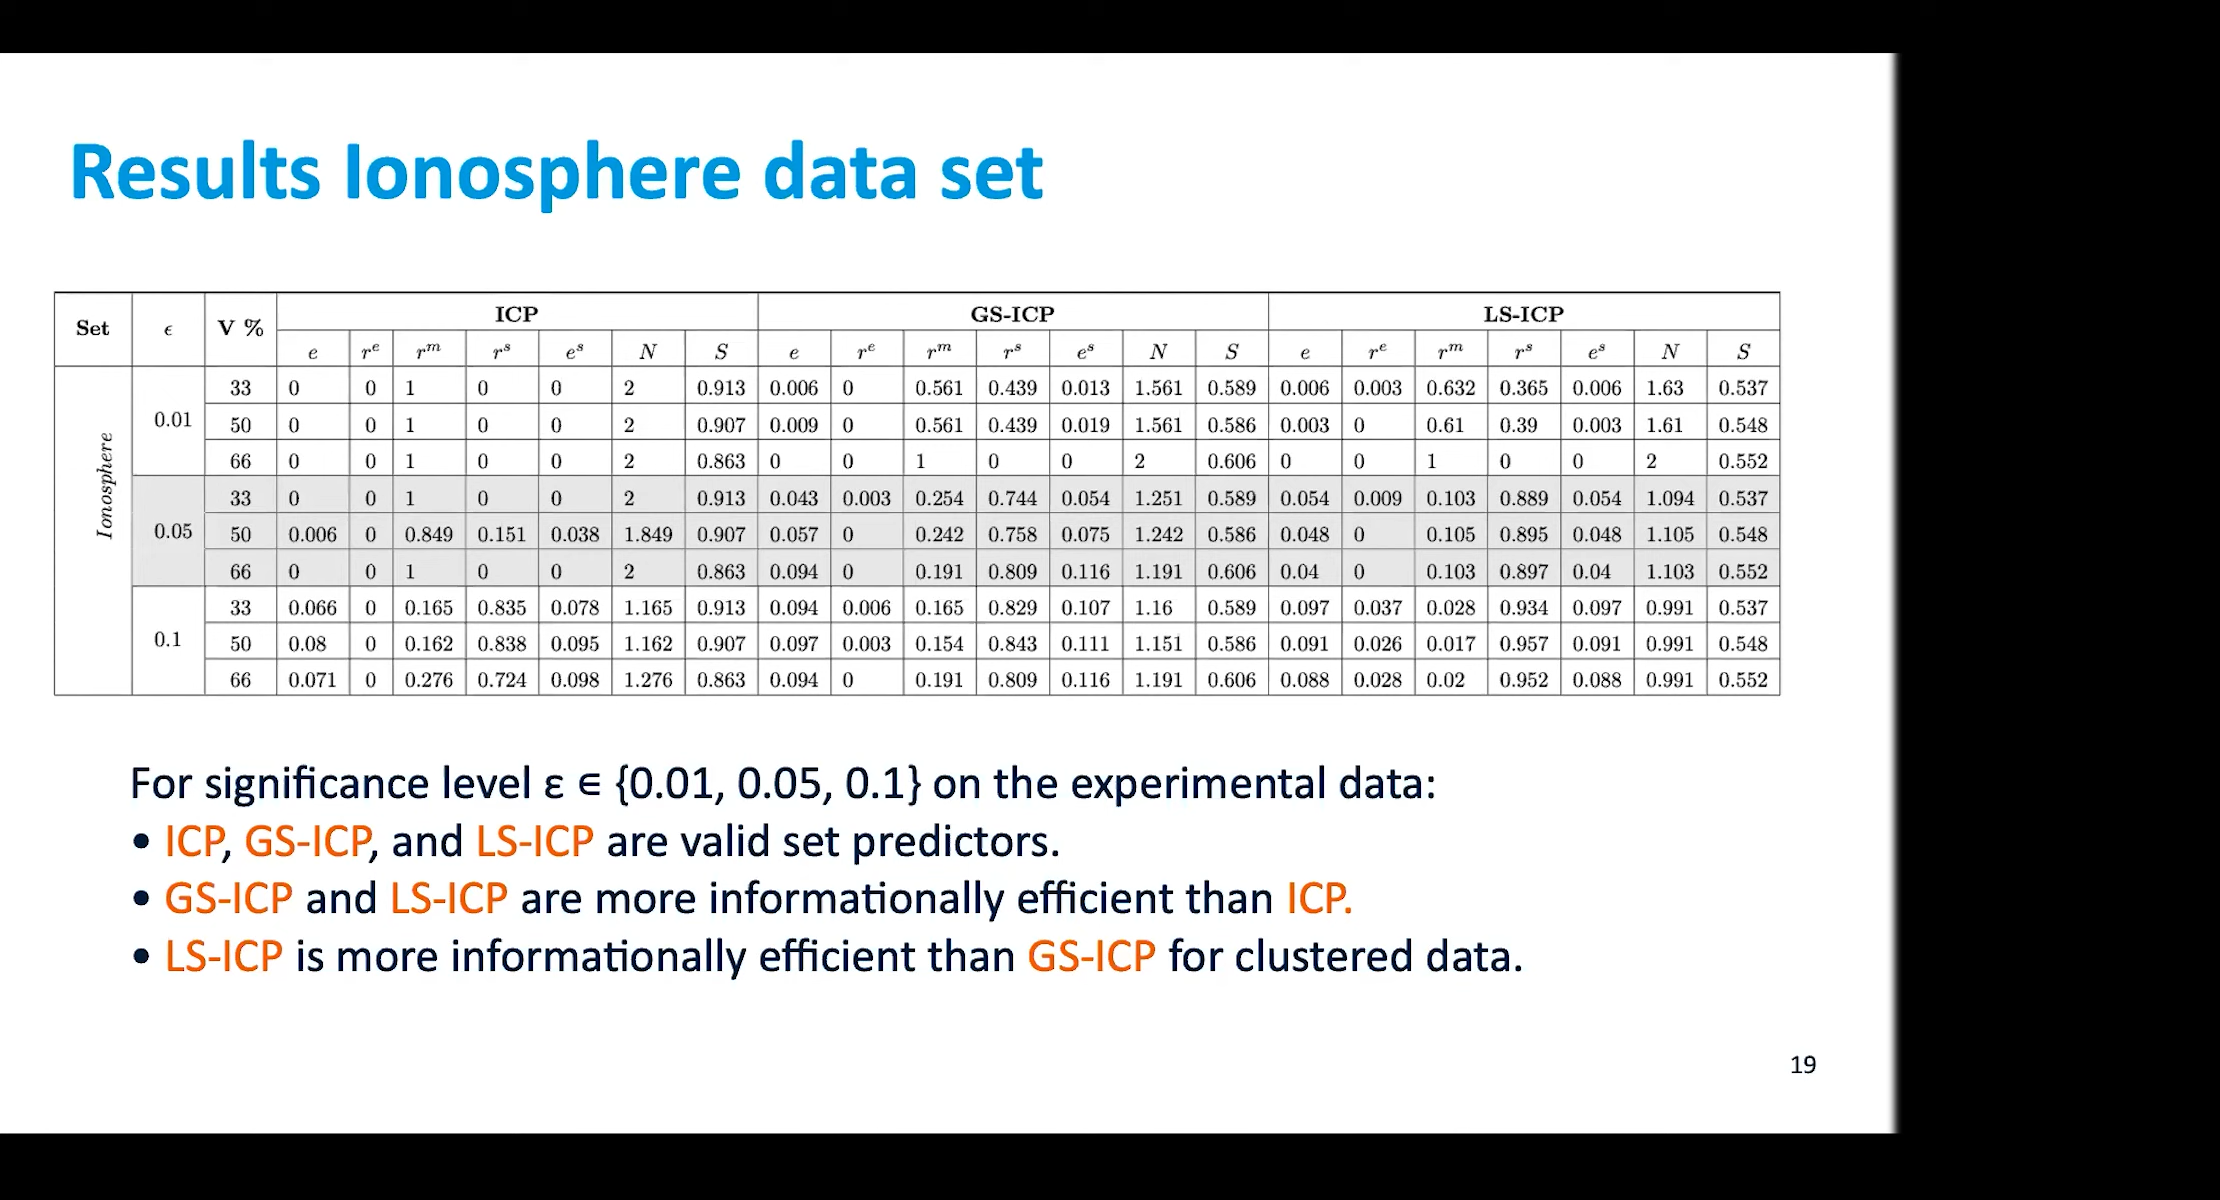 Results Ionosphere data set
Set ϵ V % ICP GS-ICP LS-ICP
e rᵉ rᵐ rˢ eˢ N S e rᵉ rᵐ rˢ eˢ N S e rᵉ rᵐ rˢ eˢ N S
Ionosphere
0.01
33 0 0 1 0 0 2 0.913 0.006 0 0.561 0.439 0.013 1.561 0.589 0.006 0.003 0.632 0.365 0.006 1.63 0.537
50 0 0 1 0 0 2 0.907 0.009 0 0.561 0.439 0.019 1.561 0.586 0.003 0 0.61 0.39 0.003 1.61 0.548
66 0 0 1 0 0 2 0.863 0 0 1 0 0 2 0.606 0 0 1 0 0 2 0.552
0.05
33 0 0 1 0 0 2 0.913 0.043 0.003 0.254 0.744 0.054 1.251 0.589 0.054 0.009 0.103 0.889 0.054 1.094 0.537
50 0.006 0 0.849 0.151 0.038 1.849 0.907 0.057 0 0.242 0.758 0.075 1.242 0.586 0.048 0 0.105 0.895 0.048 1.105 0.548
66 0 0 1 0 0 2 0.863 0.094 0 0.191 0.809 0.116 1.191 0.606 0.04 0 0.103 0.897 0.04 1.103 0.552
0.1
33 0.066 0 0.165 0.835 0.078 1.165 0.913 0.094 0.006 0.165 0.829 0.107 1.16 0.589 0.097 0.037 0.028 0.934 0.097 0.991 0.537
50 0.08 0 0.162 0.838 0.095 1.162 0.907 0.097 0.003 0.154 0.843 0.111 1.151 0.586 0.091 0.026 0.017 0.957 0.091 0.991 0.548
66 0.071 0 0.276 0.724 0.098 1.276 0.863 0.094 0 0.191 0.809 0.116 1.191 0.606 0.088 0.028 0.02 0.952 0.088 0.991 0.552
For significance level ε ∊ {0.01, 0.05, 0.1} on the experimental data:
• ICP, GS-ICP, and LS-ICP are valid set predictors.
• GS-ICP and LS-ICP are more informationally efficient than ICP.
• LS-ICP is more informationally efficient than GS-ICP for clustered data.
19